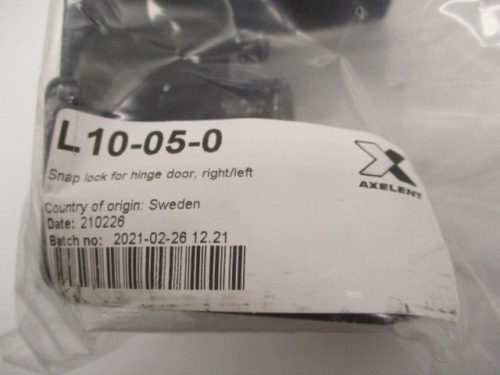 L10-05-0
Snap lock for hinge door, right/left
AXELENT
Country of origin: Sweden
Date: 210226
Batch no: 2021-02-26 12.21